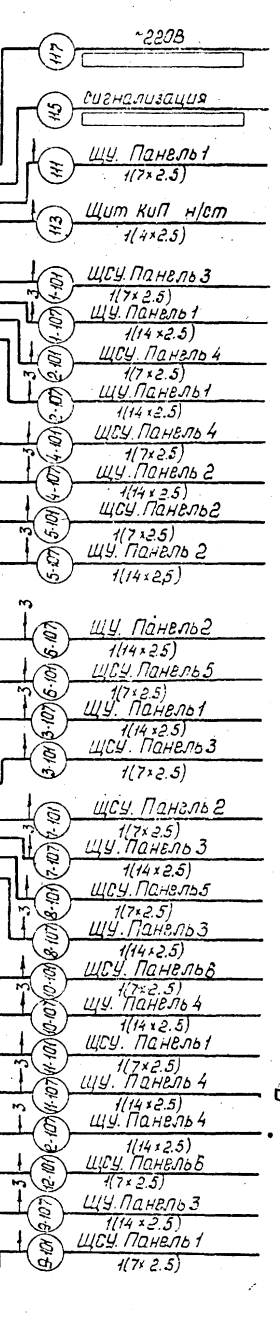 117 ~220В
115 сигнализация
111 ЩУ. Панель 1
1(7×2.5)
113 Щит КиП н/ст
1(4×2.5)
1-101 ЩСУ. Панель 3
1(7×2.5)
3 1-107 ЩУ. Панель 1
1(14×2.5)
2-101 ЩСУ. Панель 4
1(7×2.5)
3 2-107 ЩУ. Панель 1
1(14×2.5)
4-101 ЩСУ. Панель 4
1(7×2.5)
3 4-107 ЩУ. Панель 2
1(14×2.5)
5-101 ЩСУ. Панель 2
1(7×2.5)
3 5-107 ЩУ. Панель 2
1(14×2,5)
3 6-107 ЩУ. Панель 2
1(14×2.5)
6-101 ЩСУ. Панель 5
1(7×2.5)
3 3-107 ЩУ. Панель 1
1(14×2.5)
3-101 ЩСУ. Панель 3
1(7×2.5)
7-101 ЩСУ. Панель 2
1(7×2.5)
3 7-107 ЩУ. Панель 3
1(14×2.5)
8-101 ЩСУ. Панель 5
1(7×2.5)
3 8-107 ЩУ. Панель 3
1(14×2.5)
10-101 ЩСУ. Панель 6
1(7×2.5)
3 10-107 ЩУ. Панель 4
1(14×2.5)
11-101 ЩСУ. Панель 1
1(7×2.5)
3 11-107 ЩУ. Панель 4
1(14×2.5)
3 ЩУ. Панель 4
1(14×2.5)
12-101 ЩСУ. Панель 6
1(7×2.5)
3 9-107 ЩУ. Панель 3
1(14×2.5)
9-101 ЩСУ. Панель 1
1(7×2.5)